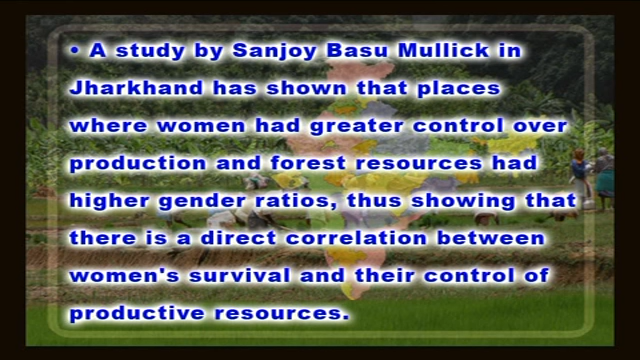 • A study by Sanjoy Basu Mullick in
Jharkhand has shown that places
where women had greater control over
production and forest resources had
higher gender ratios, thus showing that
there is a direct correlation between
women's survival and their control of
productive resources.